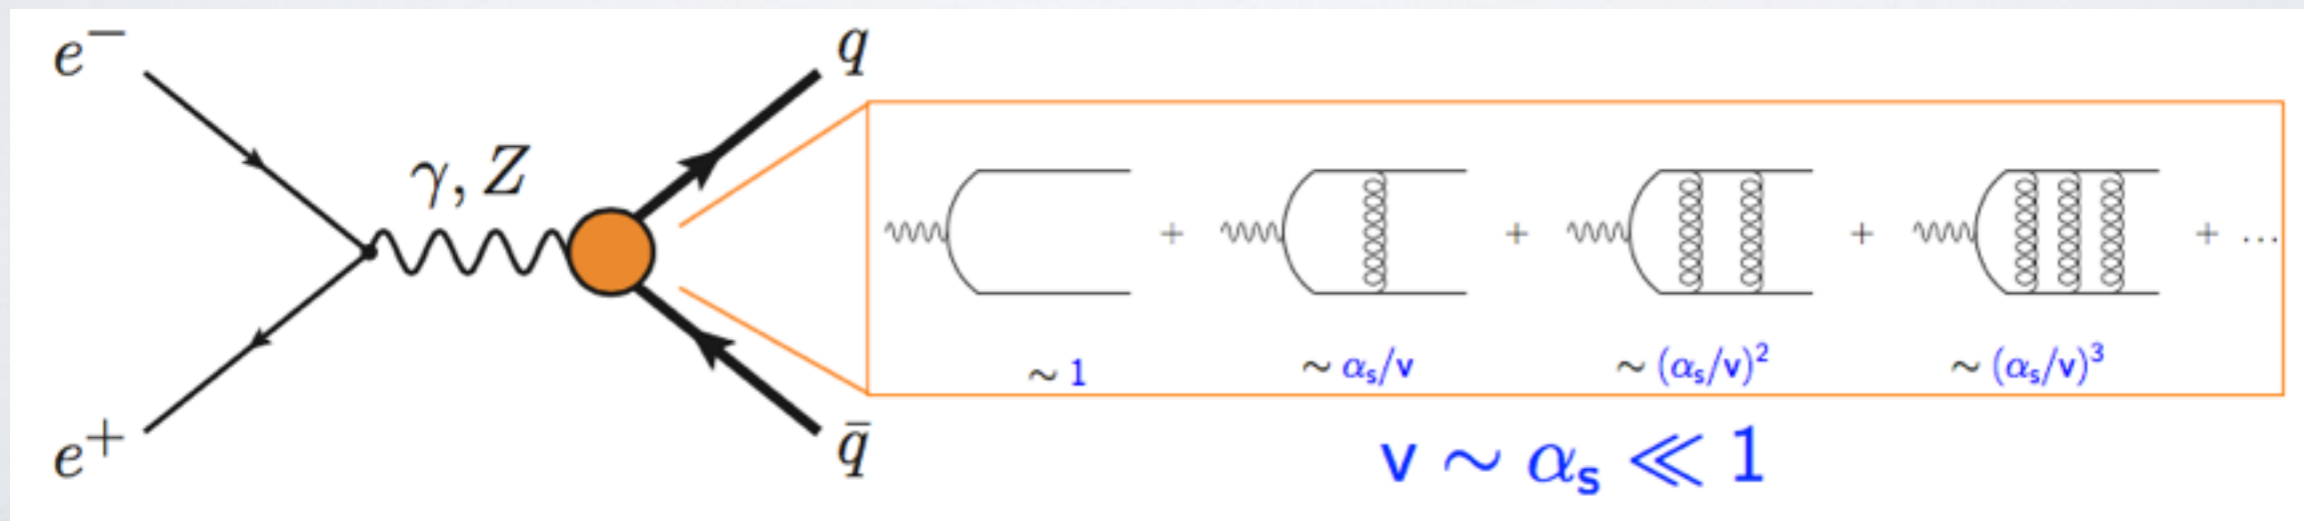 e⁻
q
γ, Z
+ + + + ...
~ 1 ~ αₛ/v ~ (αₛ/v)² ~ (αₛ/v)³
e⁺
q̄
v ~ αₛ ≪ 1